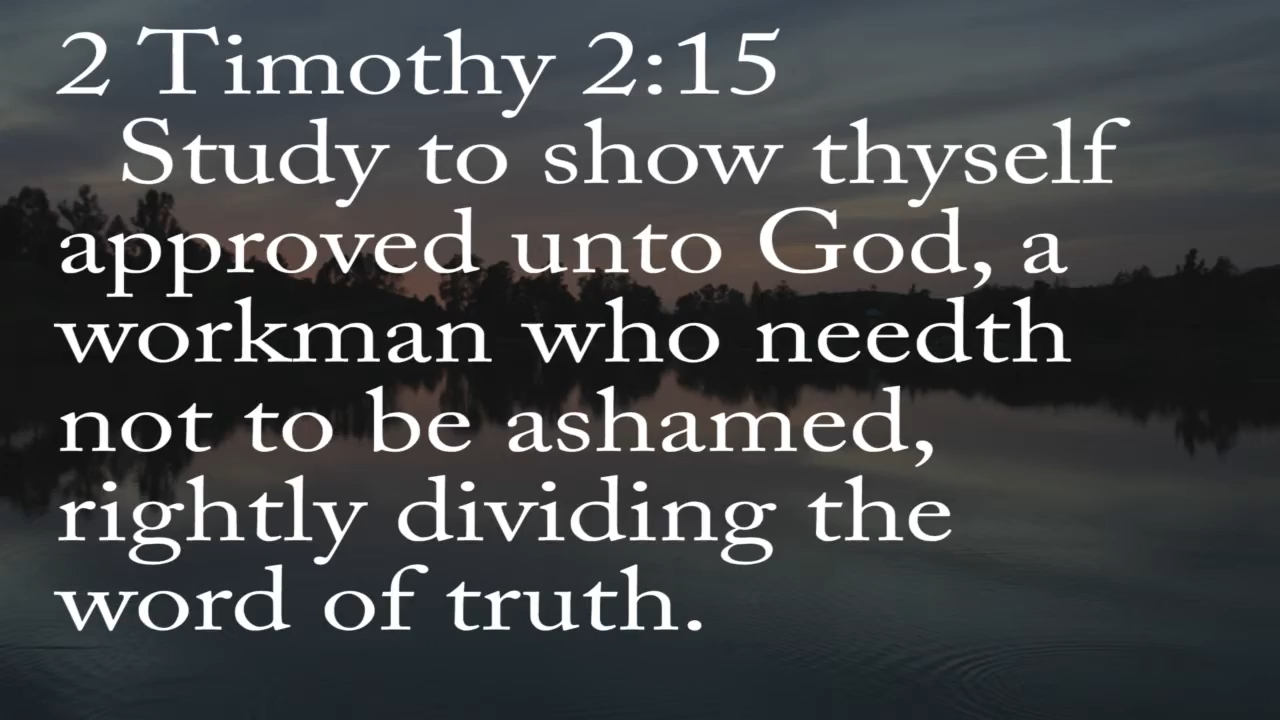 2 Timothy 2:15
Study to show thyself
approved unto God, a
workman who needth
not to be ashamed,
rightly dividing the
word of truth.